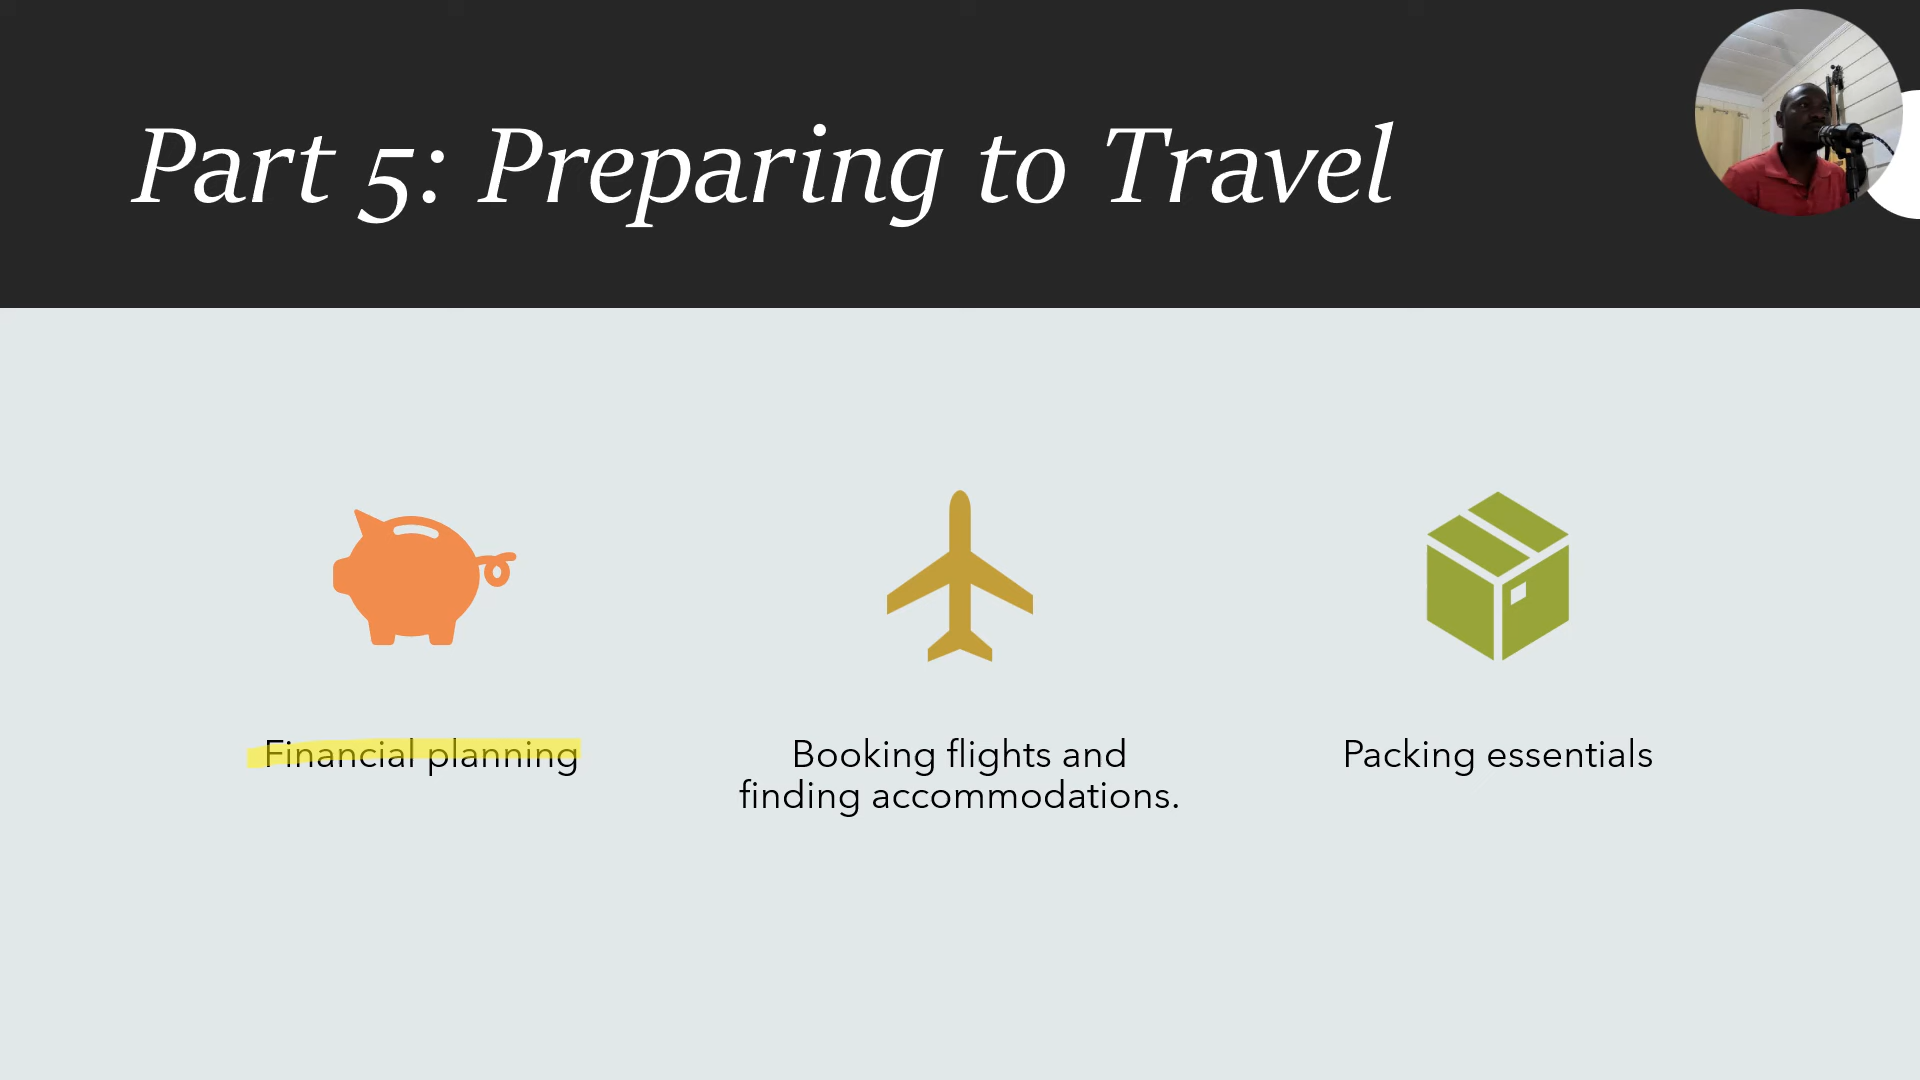 Part 5: Preparing to Travel
Financial planning
Booking flights and
finding accommodations.
Packing essentials